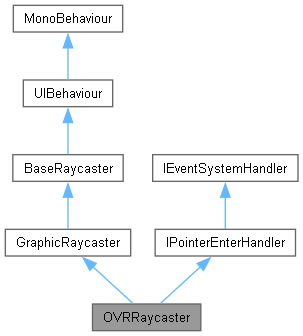 MonoBehaviour
UIBehaviour
BaseRaycaster
IEventSystemHandler
GraphicRaycaster
IPointerEnterHandler
OVRRaycaster